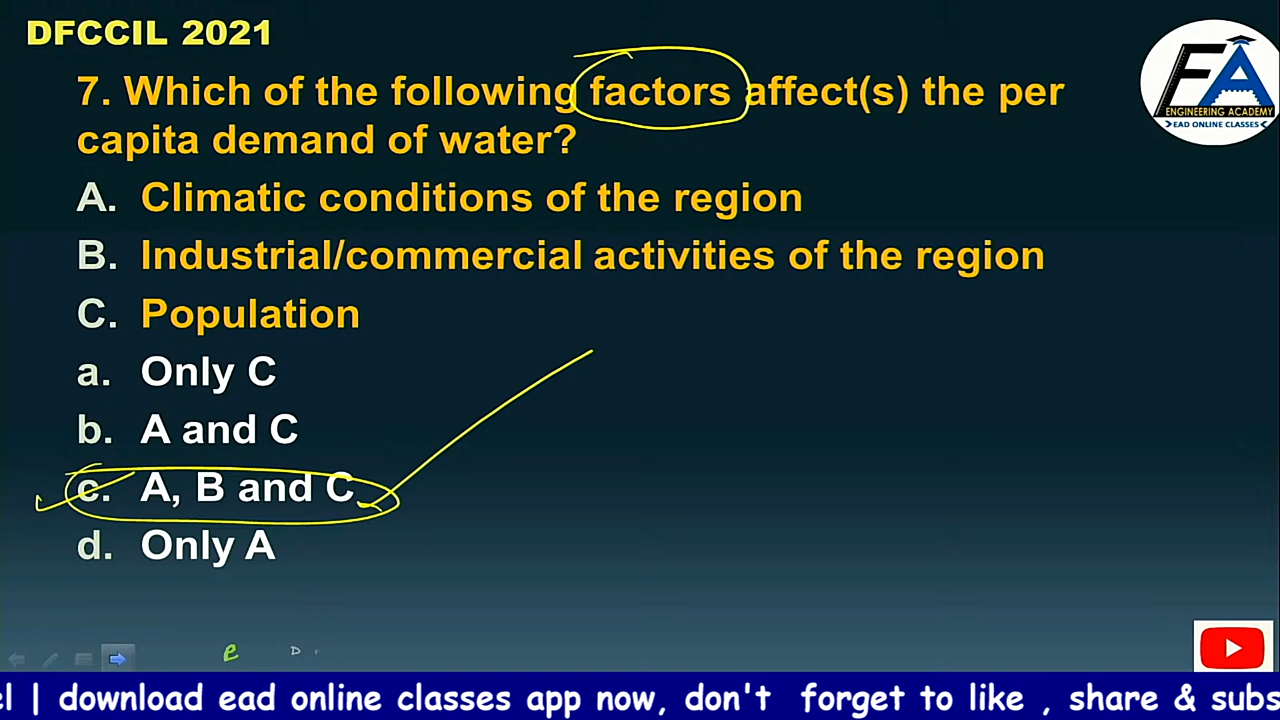 DFCCIL 2021
7. Which of the following factors affect(s) the per
capita demand of water?
A. Climatic conditions of the region
B. Industrial/commercial activities of the region
C. Population
a. Only C
b. A and C
c. A, B and C
d. Only A
ENGINEERING ACADEMY
EAD ONLINE CLASSES
e D
el | download ead online classes app now, don't forget to like , share & subs